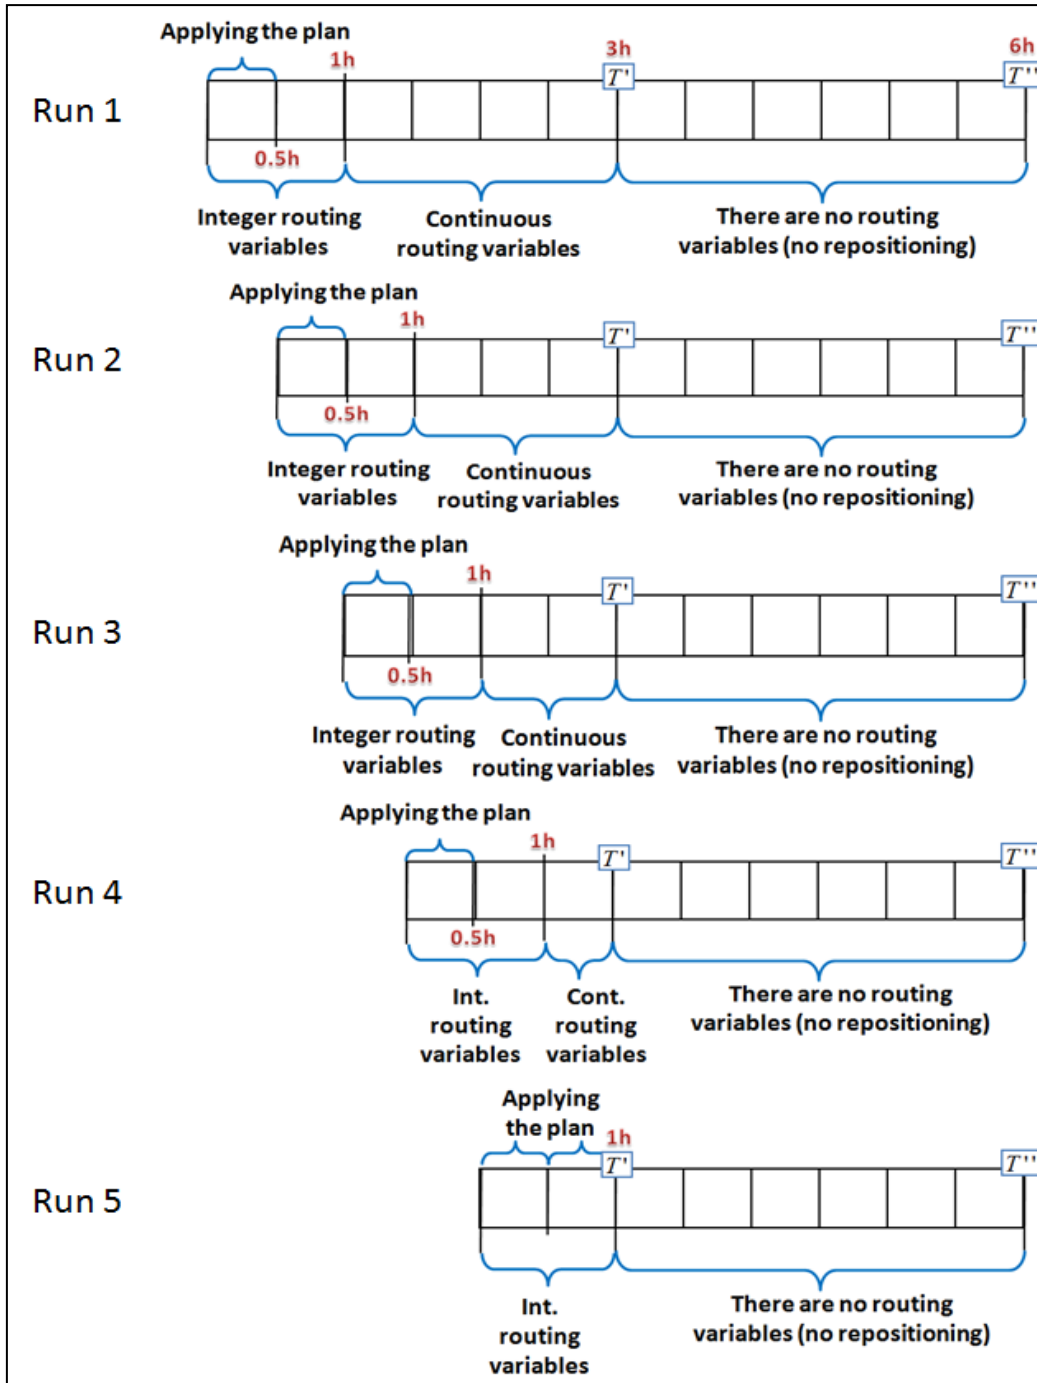 Applying the plan
1h
3h
6h
T'
T''
Run 1
0.5h
Integer routing
variables
Continuous
routing variables
There are no routing
variables (no repositioning)
Applying the plan
1h
T'
T''
Run 2
0.5h
Integer routing
variables
Continuous
routing variables
There are no routing
variables (no repositioning)
Applying the plan
1h
T'
T''
Run 3
0.5h
Integer routing
variables
Continuous
routing variables
There are no routing
variables (no repositioning)
Applying the plan
1h
T'
T''
Run 4
0.5h
Int.
routing
variables
Cont.
routing
variables
There are no routing
variables (no repositioning)
Applying
the plan
1h
T'
T''
Run 5
Int.
routing
variables
There are no routing
variables (no repositioning)